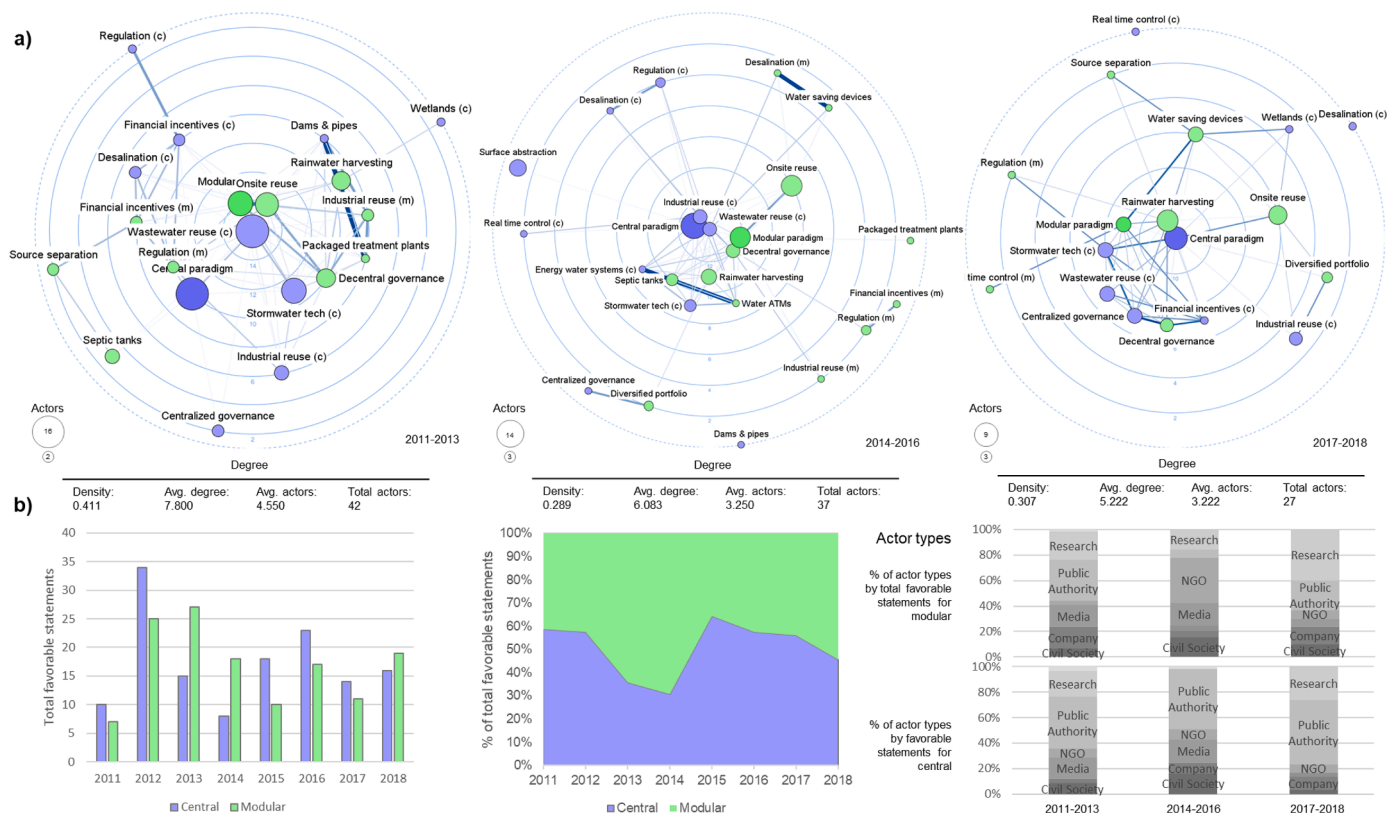 a)
Regulation (c)
Wetlands (c)
Financial incentives (c)
Dams & pipes
Desalination (c)
Rainwater harvesting
Modular
Onsite reuse
Financial incentives (m)
Industrial reuse (m)
Wastewater reuse (c)
Packaged treatment plants
Source separation
Regulation (m)
Central paradigm
Decentral governance
Stormwater tech (c)
Septic tanks
Industrial reuse (c)
Centralized governance
14
12
10
8
2
Actors
16
2
2011-2013
Desalination (m)
Regulation (c)
Water saving devices
Desalination (c)
Surface abstraction
Onsite reuse
Industrial reuse (c)
Wastewater reuse (c)
Real time control (c)
Central paradigm
Modular paradigm
Packaged treatment plants
Decentral governance
Energy water systems (c)
Septic tanks
Rainwater harvesting
Stormwater tech (c)
Water ATMs
Financial incentives (m)
Regulation (m)
Industrial reuse (m)
Centralized governance
Diversified portfolio
Dams & pipes
8
4
2
Actors
14
3
2014-2016
Real time control (c)
Source separation
Water saving devices
Wetlands (c)
Desalination (c)
Regulation (m)
Rainwater harvesting
Onsite reuse
Modular paradigm
Central paradigm
Stormwater tech (c)
Diversified portfolio
time control (m)
Wastewater reuse (c)
Centralized governance
Financial incentives (c)
Industrial reuse (c)
Decentral governance
10
4
2
Actors
9
3
2017-2018
Degree
Density: Avg. degree: Avg. actors: Total actors:
0.411 7.800 4.550 42
Degree
Density: Avg. degree: Avg. actors: Total actors:
0.289 6.083 3.250 37
Degree
Density: Avg. degree: Avg. actors: Total actors:
0.307 5.222 3.222 27
b)
Total favorable statements
40
35
30
25
20
15
10
5
0
2011 2012 2013 2014 2015 2016 2017 2018
Central Modular
% of total favorable statements
100%
90%
80%
70%
60%
50%
40%
30%
20%
10%
0%
2011 2012 2013 2014 2015 2016 2017 2018
Central Modular
Actor types
% of actor types
by total favorable
statements for
modular
% of actor types
by favorable
statements for
central
100%
80%
60%
40%
20%
0%
Research
Public
Authority
Media
Company
Civil Society
Research
NGO
Media
Civil Society
Research
Public
Authority
NGO
Company
Civil Society
100%
80%
60%
40%
20%
0%
Research
Public
Authority
NGO
Media
Civil Society
Public
Authority
NGO
Media
Company
Civil Society
Research
Public
Authority
NGO
Company
2011-2013 2014-2016 2017-2018